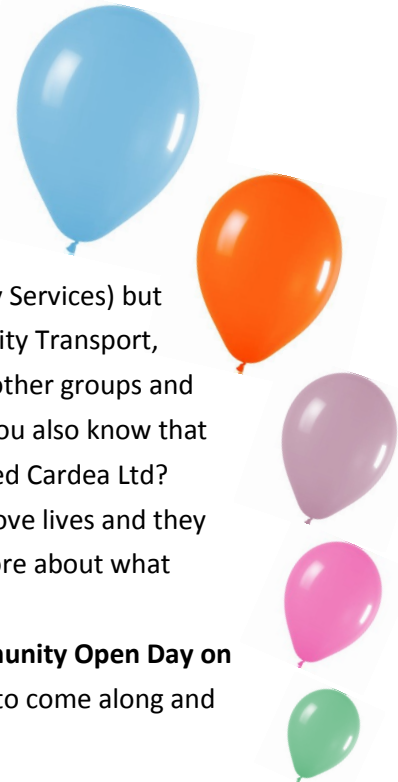 y Services) but
ity Transport,
other groups and
ou also know that
ed Cardea Ltd?
ove lives and they
ore about what
nunity Open Day on
to come along and